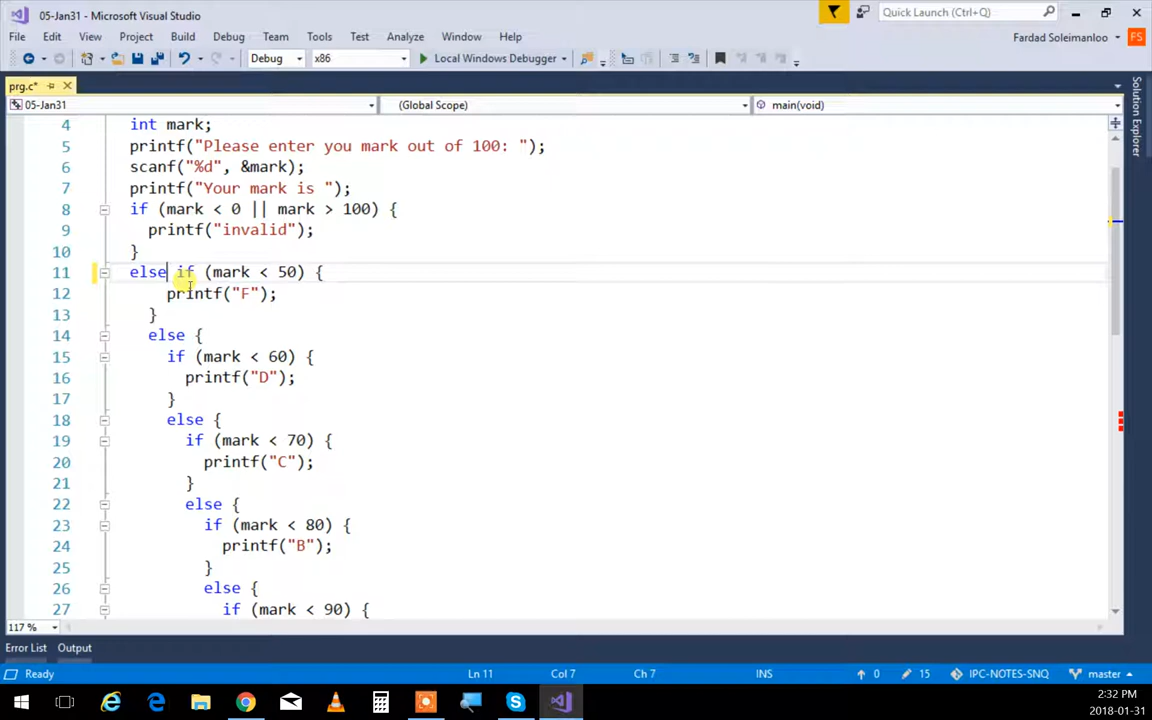 05-Jan31 - Microsoft Visual Studio
Quick Launch (Ctrl+Q)
File Edit View Project Build Debug Team Tools Test Analyze Window Help
Fardad Soleimanloo FS
Debug x86 Local Windows Debugger
prg.c*
05-Jan31 (Global Scope) main(void)
4 int mark;
5 printf("Please enter you mark out of 100: ");
6 scanf("%d", &mark);
7 printf("Your mark is ");
8 if (mark < 0 || mark > 100) {
9 printf("invalid");
10 }
11 else if (mark < 50) {
12 printf("F");
13 }
14 else {
15 if (mark < 60) {
16 printf("D");
17 }
18 else {
19 if (mark < 70) {
20 printf("C");
21 }
22 else {
23 if (mark < 80) {
24 printf("B");
25 }
26 else {
27 if (mark < 90) {
Solution Explorer
117 %
Error List Output
Ready Ln 11 Col 7 Ch 7 INS 0 15 IPC-NOTES-SNQ master
2:32 PM
2018-01-31